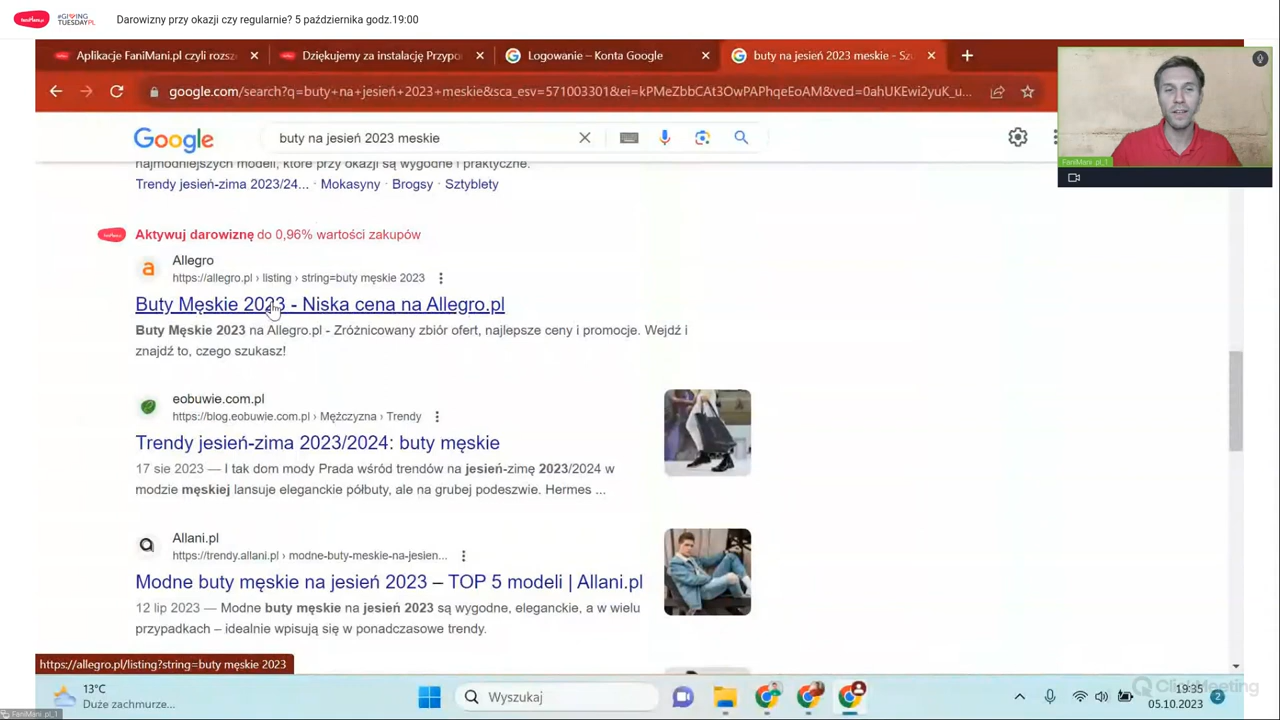 FaniMani.pl
#GIVING
TUESDAYPL
Darowizny przy okazji czy regularnie? 5 października godz.19:00
Aplikacje FaniMani.pl czyli rozsz
Dziękujemy za instalację Przypo
Logowanie – Konta Google
buty na jesień 2023 meskie - Sz
google.com/search?q=buty+na+jesień+2023+meskie&sca_esv=571003301&ei=kPMeZbbCAt3OwPAPhqeEoAM&ved=0ahUKEwi2yuK_u...
Google
buty na jesień 2023 meskie
FaniMani.pl_1
najmodniejszych modeli, które przy okazji są wygodne i praktyczne.
Trendy jesień-zima 2023/24... · Mokasyny · Brogsy · Sztyblety
Aktywuj darowiznę do 0,96% wartości zakupów
Allegro
https://allegro.pl › listing › string=buty męskie 2023
Buty Męskie 2023 - Niska cena na Allegro.pl
Buty Męskie 2023 na Allegro.pl - Zróżnicowany zbiór ofert, najlepsze ceny i promocje. Wejdź i
znajdź to, czego szukasz!
eobuwie.com.pl
https://blog.eobuwie.com.pl › Mężczyzna › Trendy
Trendy jesień-zima 2023/2024: buty męskie
17 sie 2023 — I tak dom mody Prada wśród trendów na jesień-zimę 2023/2024 w
modzie męskiej lansuje eleganckie półbuty, ale na grubej podeszwie. Hermes ...
Allani.pl
https://trendy.allani.pl › modne-buty-meskie-na-jesien...
Modne buty męskie na jesień 2023 – TOP 5 modeli | Allani.pl
12 lip 2023 — Modne buty męskie na jesień 2023 są wygodne, eleganckie, a w wielu
przypadkach – idealnie wpisują się w ponadczasowe trendy.
https://allegro.pl/listing?string=buty męskie 2023
13°C
Duże zachmurze...
Wyszukaj
19:35
05.10.2023
2
ClickMeeting
FaniMani.pl_1